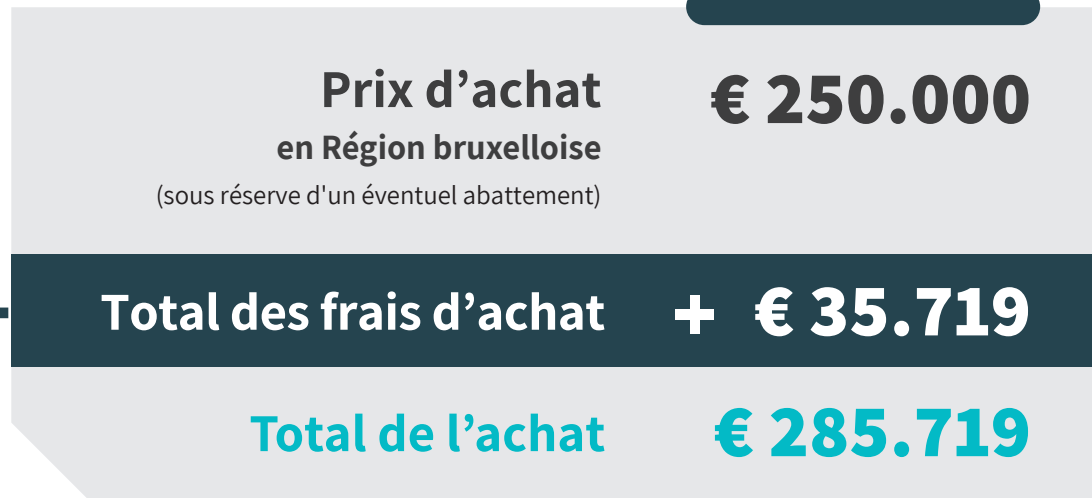 Prix d’achat € 250.000
en Région bruxelloise
(sous réserve d'un éventuel abattement)
Total des frais d’achat + € 35.719
Total de l’achat € 285.719